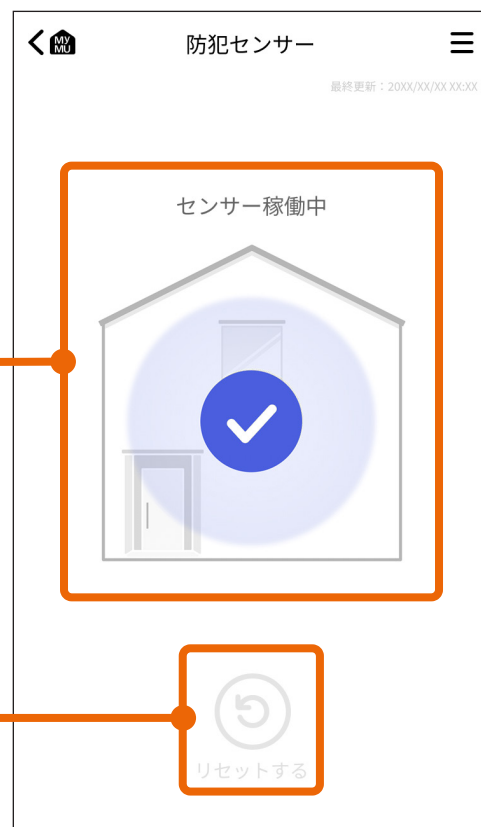 MY
MU
防犯センサー
最終更新：20XX/XX/XX XX:XX
センサー稼働中
リセットする